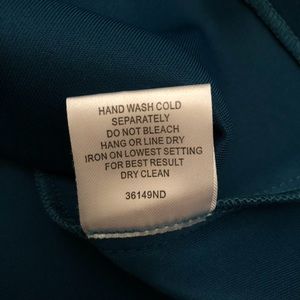 HAND WASH COLD
SEPARATELY
DO NOT BLEACH
HANG OR LINE DRY
IRON ON LOWEST SETTING
FOR BEST RESULT
DRY CLEAN
36149ND